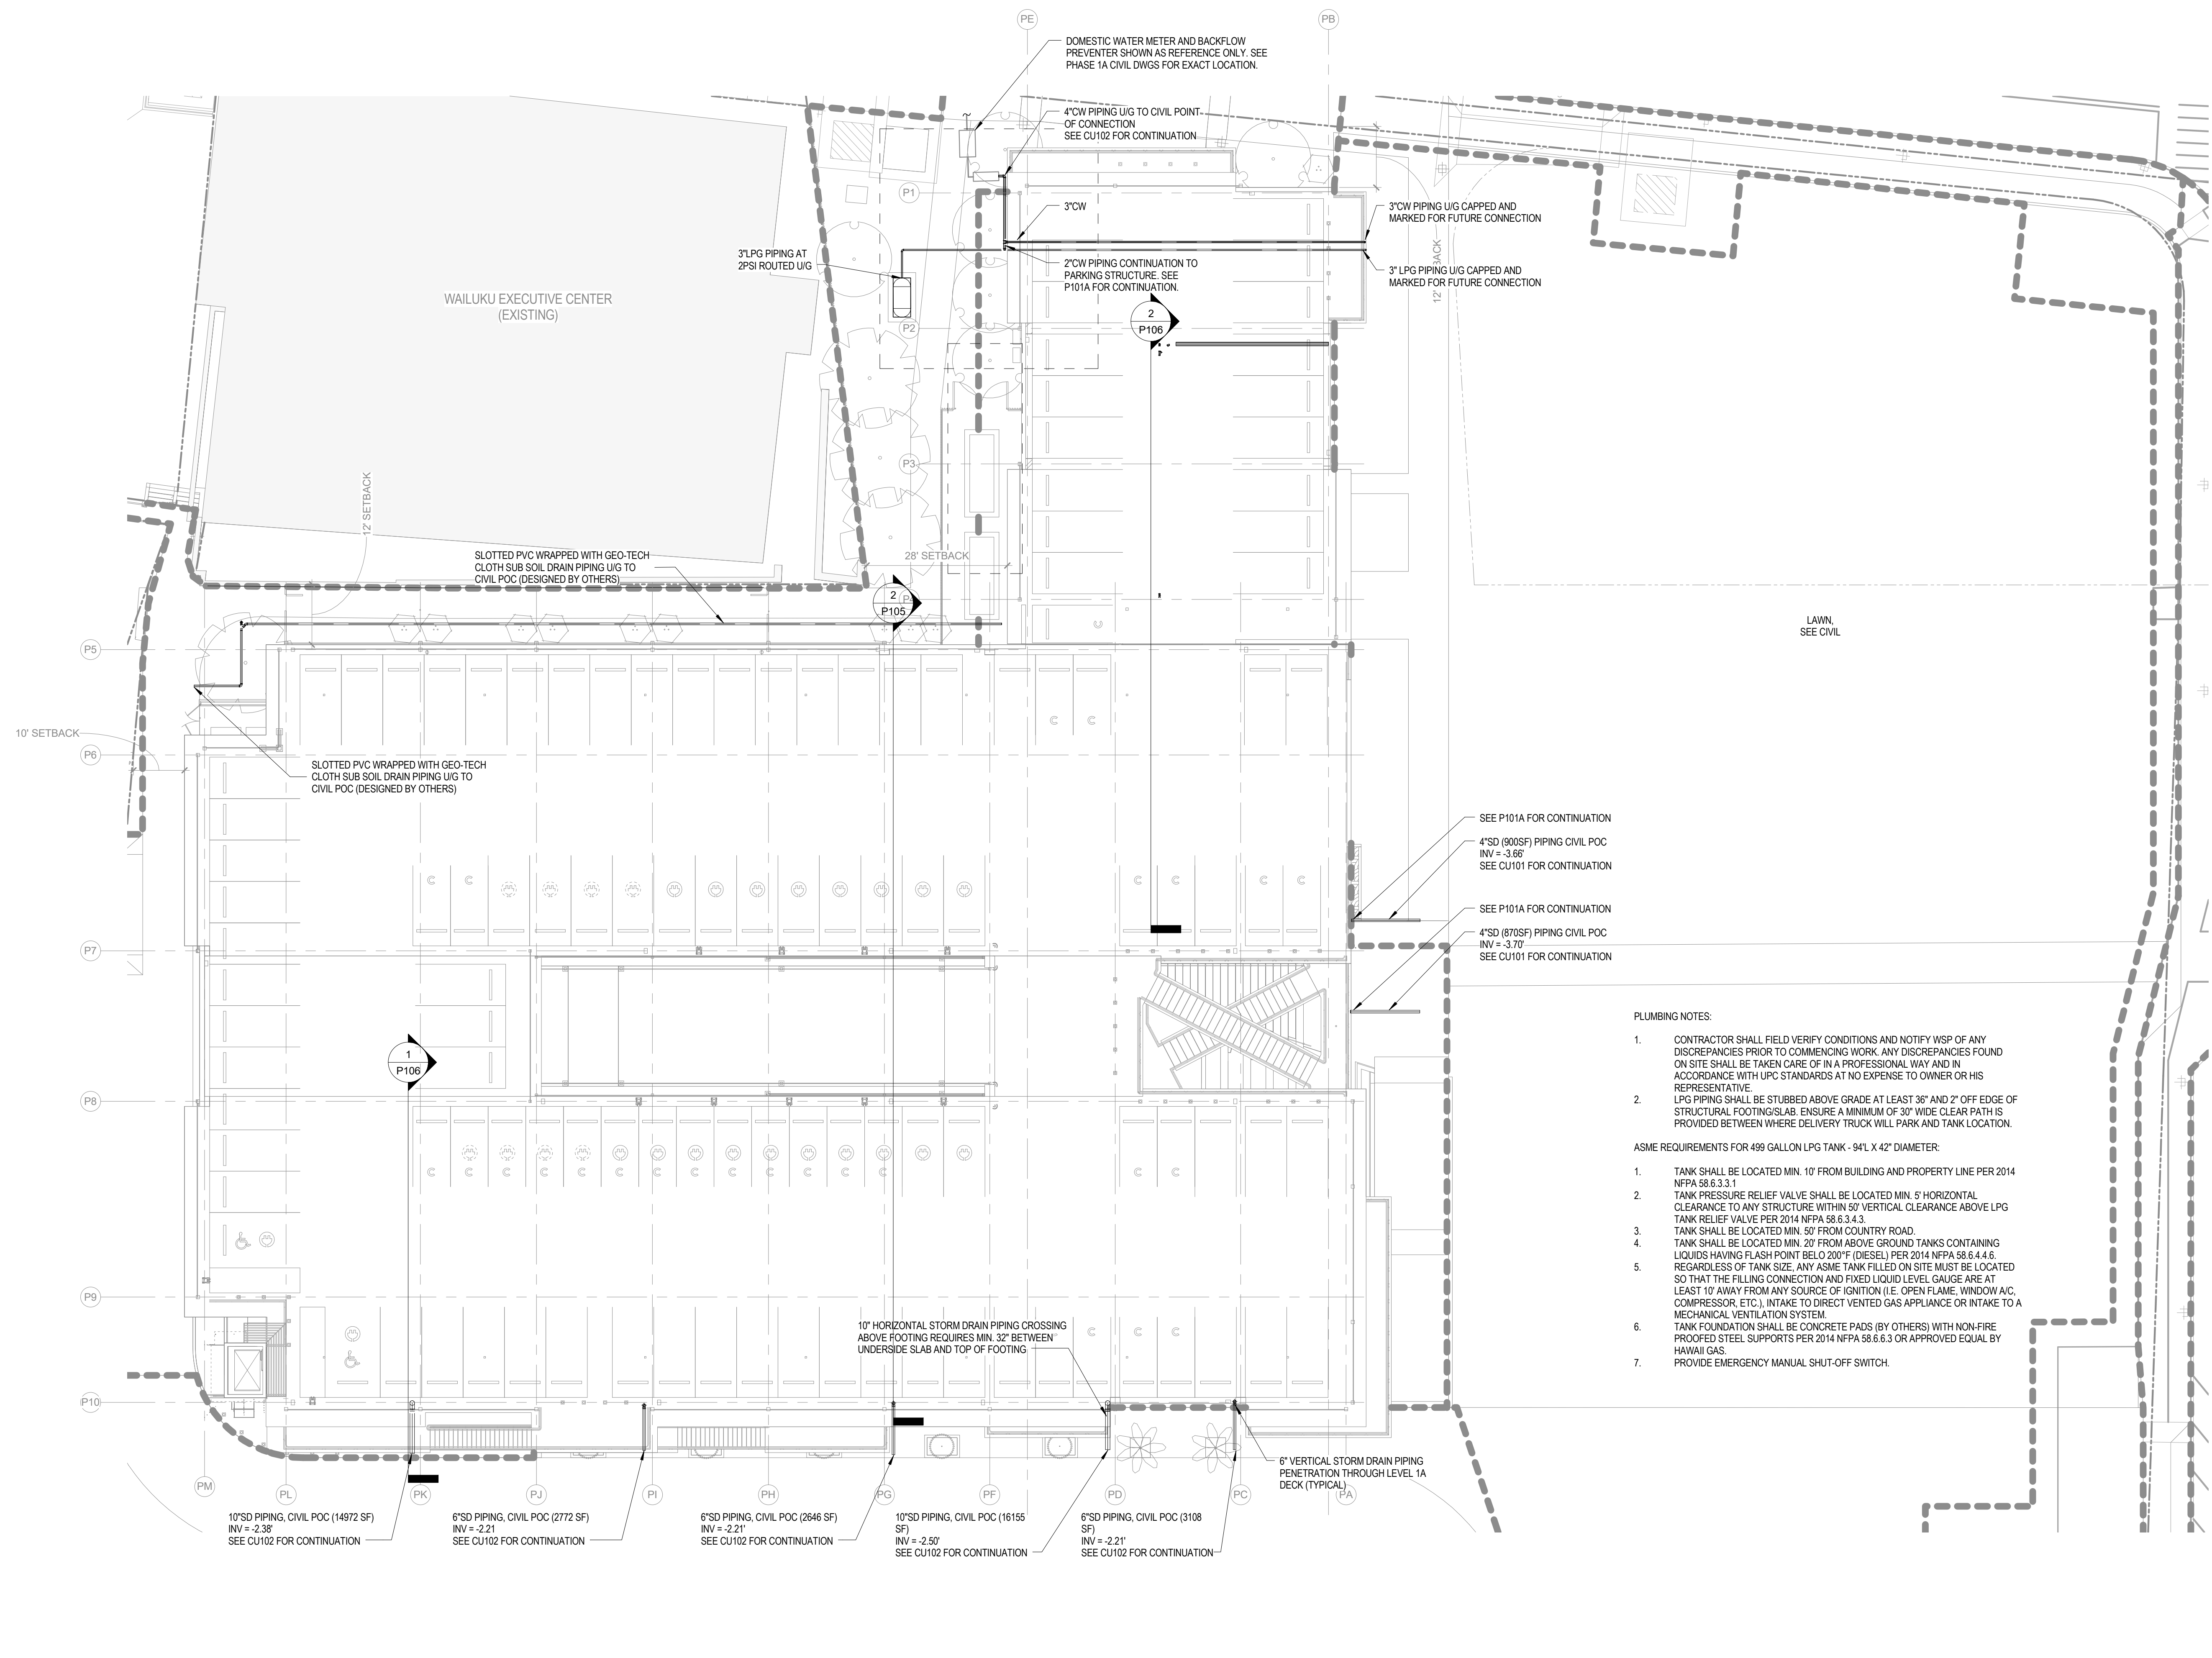 PE
PB
DOMESTIC WATER METER AND BACKFLOW
PREVENTER SHOWN AS REFERENCE ONLY. SEE
PHASE 1A CIVIL DWGS FOR EXACT LOCATION.
4"CW PIPING U/G TO CIVIL POINT
OF CONNECTION
SEE CU102 FOR CONTINUATION
P1
3"CW
3"CW PIPING U/G CAPPED AND
MARKED FOR FUTURE CONNECTION
3"LPG PIPING AT
2PSI ROUTED U/G
2"CW PIPING CONTINUATION TO
PARKING STRUCTURE. SEE
P101A FOR CONTINUATION.
3" LPG PIPING U/G CAPPED AND
MARKED FOR FUTURE CONNECTION
12' SETBACK
WAILUKU EXECUTIVE CENTER
(EXISTING)
2
P106
P2
P3
12' SETBACK
28' SETBACK
SLOTTED PVC WRAPPED WITH GEO-TECH
CLOTH SUB SOIL DRAIN PIPING U/G TO
CIVIL POC (DESIGNED BY OTHERS)
2
P105
LAWN,
SEE CIVIL
P5
10' SETBACK
P6
SLOTTED PVC WRAPPED WITH GEO-TECH
CLOTH SUB SOIL DRAIN PIPING U/G TO
CIVIL POC (DESIGNED BY OTHERS)
SEE P101A FOR CONTINUATION
4"SD (900SF) PIPING CIVIL POC
INV = -3.66'
SEE CU101 FOR CONTINUATION
SEE P101A FOR CONTINUATION
4"SD (870SF) PIPING CIVIL POC
INV = -3.70'
SEE CU101 FOR CONTINUATION
P7
1
P106
P8
PLUMBING NOTES:
1. CONTRACTOR SHALL FIELD VERIFY CONDITIONS AND NOTIFY WSP OF ANY
DISCREPANCIES PRIOR TO COMMENCING WORK. ANY DISCREPANCIES FOUND
ON SITE SHALL BE TAKEN CARE OF IN A PROFESSIONAL WAY AND IN
ACCORDANCE WITH UPC STANDARDS AT NO EXPENSE TO OWNER OR HIS
REPRESENTATIVE.
2. LPG PIPING SHALL BE STUBBED ABOVE GRADE AT LEAST 36" AND 2" OFF EDGE OF
STRUCTURAL FOOTING/SLAB. ENSURE A MINIMUM OF 30" WIDE CLEAR PATH IS
PROVIDED BETWEEN WHERE DELIVERY TRUCK WILL PARK AND TANK LOCATION.
ASME REQUIREMENTS FOR 499 GALLON LPG TANK - 94'L X 42" DIAMETER:
1. TANK SHALL BE LOCATED MIN. 10' FROM BUILDING AND PROPERTY LINE PER 2014
NFPA 58.6.3.3.1
2. TANK PRESSURE RELIEF VALVE SHALL BE LOCATED MIN. 5' HORIZONTAL
CLEARANCE TO ANY STRUCTURE WITHIN 50' VERTICAL CLEARANCE ABOVE LPG
TANK RELIEF VALVE PER 2014 NFPA 58.6.3.4.3.
3. TANK SHALL BE LOCATED MIN. 50' FROM COUNTRY ROAD.
4. TANK SHALL BE LOCATED MIN. 20' FROM ABOVE GROUND TANKS CONTAINING
LIQUIDS HAVING FLASH POINT BELO 200°F (DIESEL) PER 2014 NFPA 58.6.4.4.6.
5. REGARDLESS OF TANK SIZE, ANY ASME TANK FILLED ON SITE MUST BE LOCATED
SO THAT THE FILLING CONNECTION AND FIXED LIQUID LEVEL GAUGE ARE AT
LEAST 10' AWAY FROM ANY SOURCE OF IGNITION (I.E. OPEN FLAME, WINDOW A/C,
COMPRESSOR, ETC.), INTAKE TO DIRECT VENTED GAS APPLIANCE OR INTAKE TO A
MECHANICAL VENTILATION SYSTEM.
6. TANK FOUNDATION SHALL BE CONCRETE PADS (BY OTHERS) WITH NON-FIRE
PROOFED STEEL SUPPORTS PER 2014 NFPA 58.6.6.3 OR APPROVED EQUAL BY
HAWAII GAS.
7. PROVIDE EMERGENCY MANUAL SHUT-OFF SWITCH.
P9
10" HORIZONTAL STORM DRAIN PIPING CROSSING
ABOVE FOOTING REQUIRES MIN. 32" BETWEEN
UNDERSIDE SLAB AND TOP OF FOOTING
P10
6" VERTICAL STORM DRAIN PIPING
PENETRATION THROUGH LEVEL 1A
DECK (TYPICAL)
PM
PL
PK
PJ
PI
PH
PG
PF
PD
PC
PA
10"SD PIPING, CIVIL POC (14972 SF)
INV = -2.38'
SEE CU102 FOR CONTINUATION
6"SD PIPING, CIVIL POC (2772 SF)
INV = -2.21
SEE CU102 FOR CONTINUATION
6"SD PIPING, CIVIL POC (2646 SF)
INV = -2.21'
SEE CU102 FOR CONTINUATION
10"SD PIPING, CIVIL POC (16155
SF)
INV = -2.50'
SEE CU102 FOR CONTINUATION
6"SD PIPING, CIVIL POC (3108
SF)
INV = -2.21'
SEE CU102 FOR CONTINUATION